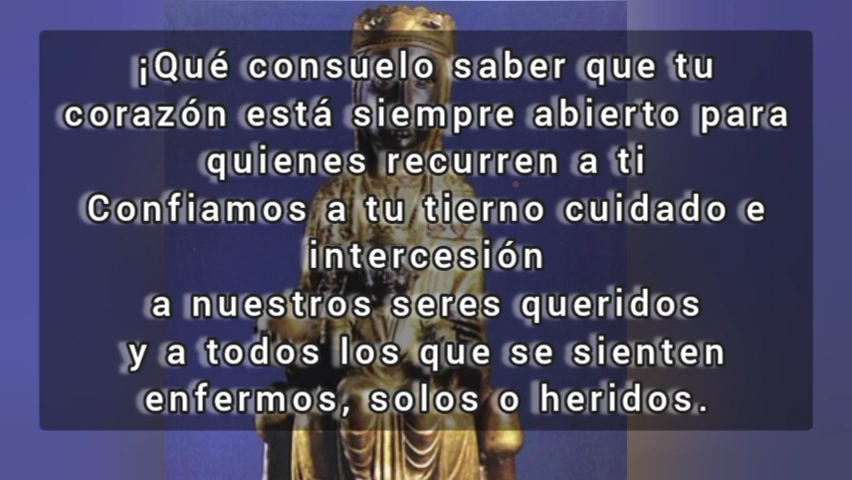 ¡Qué consuelo saber que tu
corazón está siempre abierto para
quienes recurren a ti
Confiamos a tu tierno cuidado e
intercesión
a nuestros seres queridos
y a todos los que se sienten
enfermos, solos o heridos.